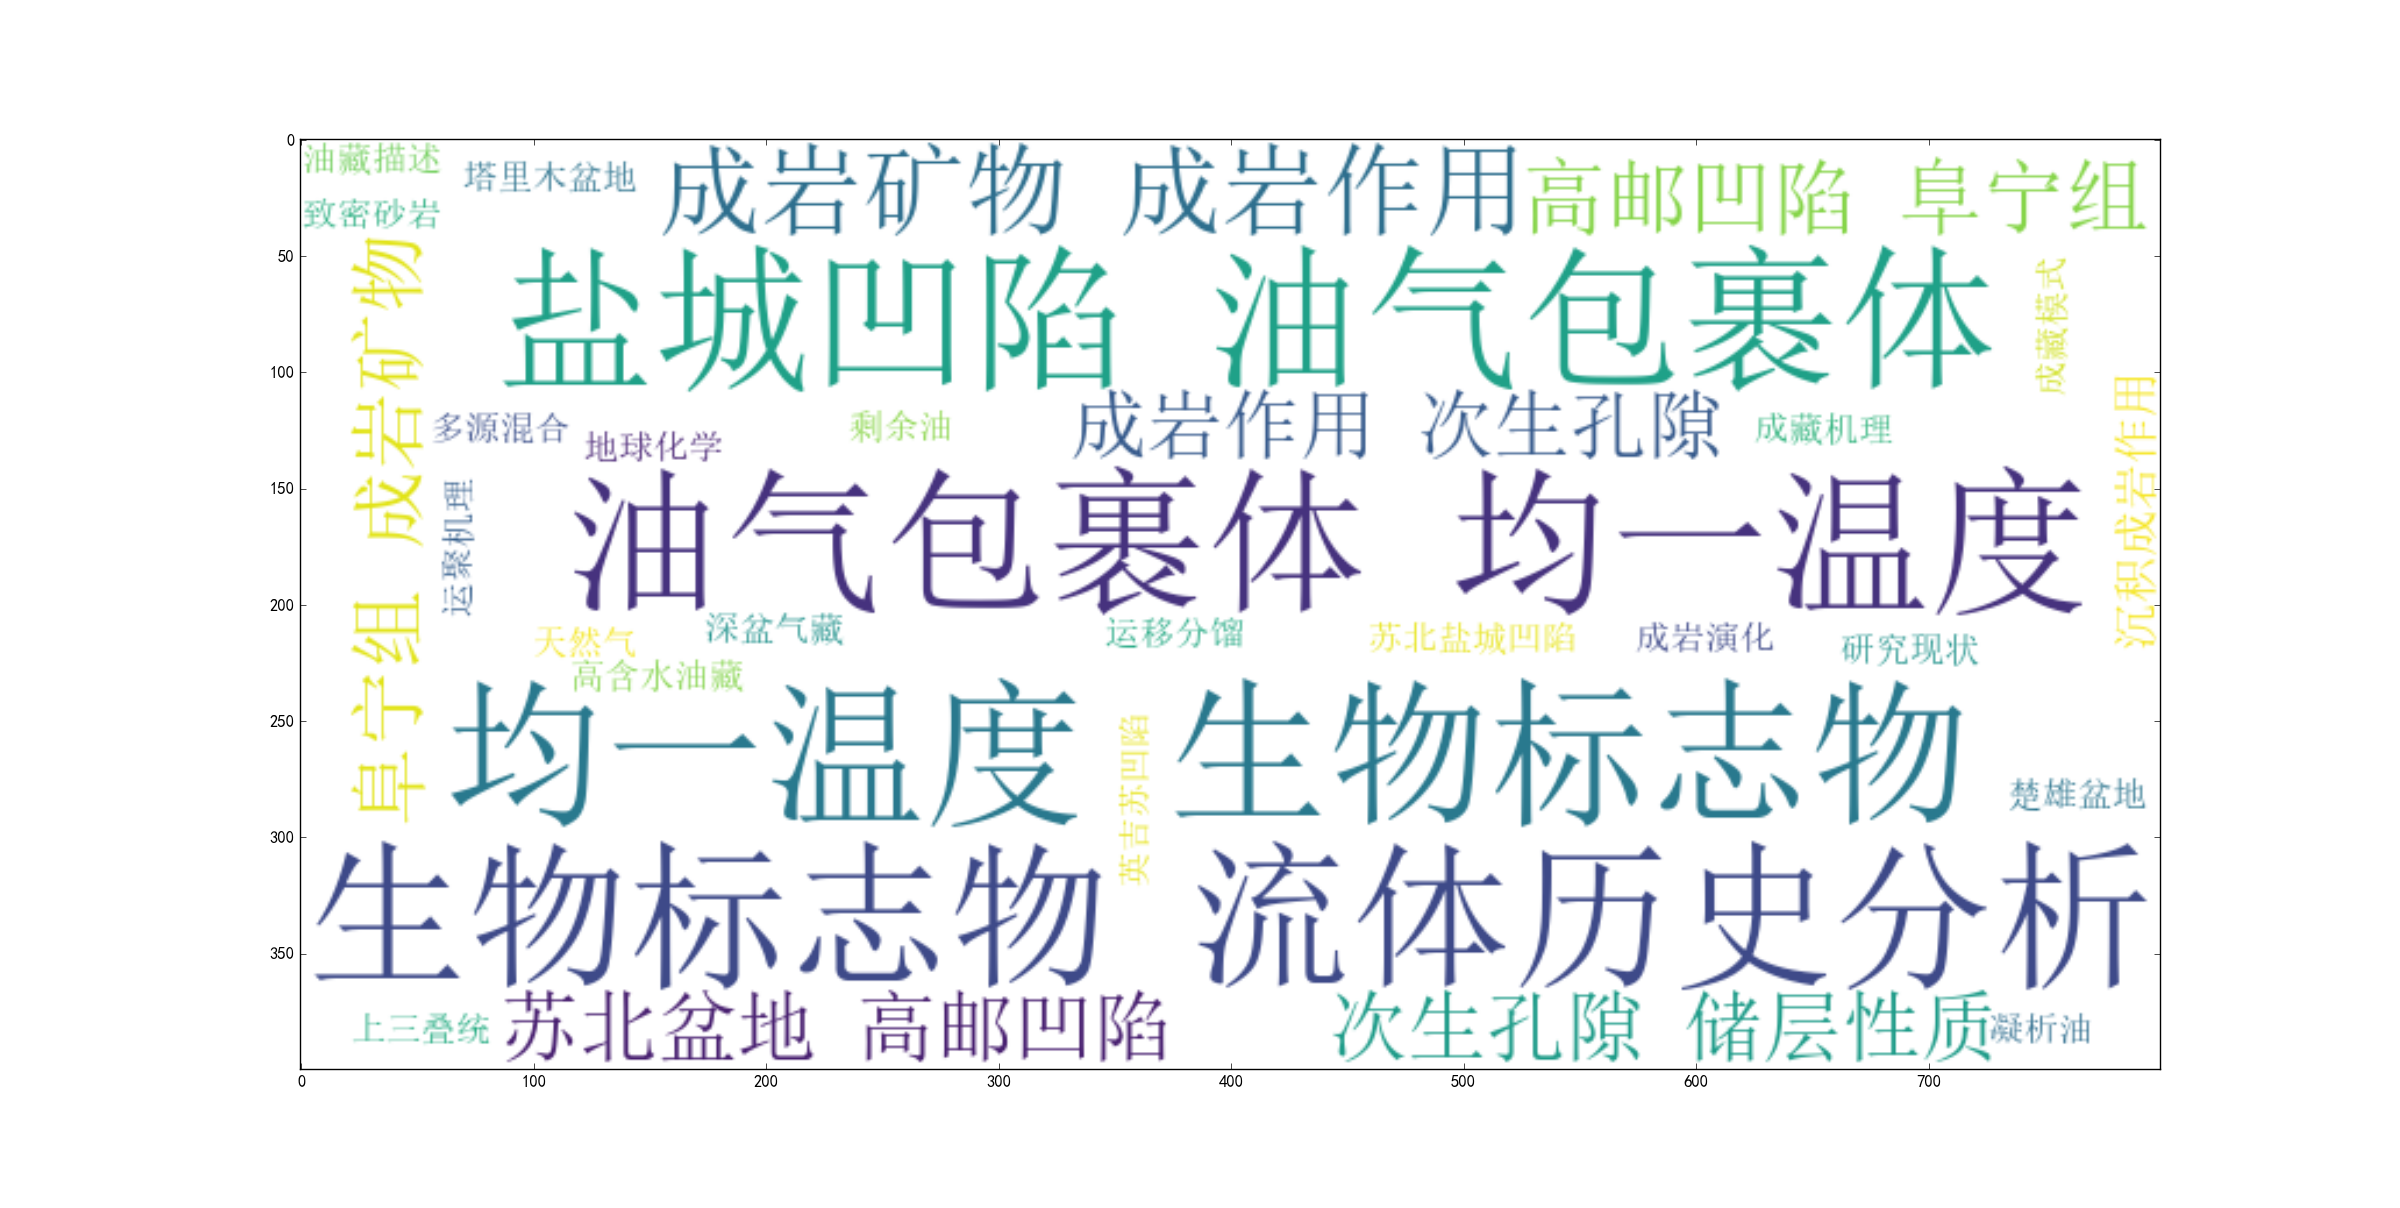 油藏描述
塔里木盆地
成岩矿物 成岩作用
高邮凹陷 阜宁组
致密砂岩
盐城凹陷 油气包裹体
成藏模式
阜宁组 成岩矿物
多源混合
地球化学
剩余油
成岩作用 次生孔隙
成藏机理
沉积成岩作用
运聚机理
油气包裹体 均一温度
天然气
深盆气藏
运移分馏
苏北盐城凹陷
成岩演化
研究现状
高含水油藏
均一温度 生物标志物
英吉苏凹陷
楚雄盆地
生物标志物 流体历史分析
上三叠统
苏北盆地 高邮凹陷
次生孔隙 储层性质
凝析油
0
50
100
150
200
250
300
350
0 100 200 300 400 500 600 700